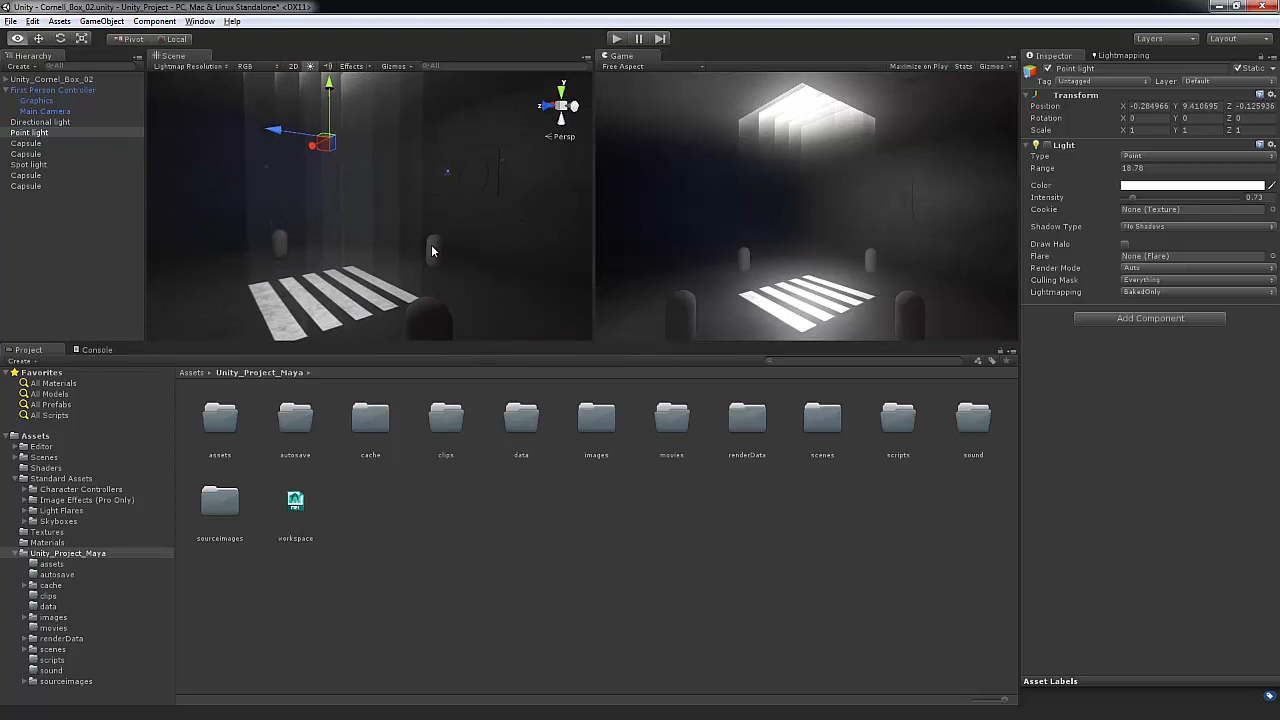 Unity - Cornell_Box_02.unity - Unity_Project - PC, Mac & Linux Standalone* <DX11>
File Edit Assets GameObject Component Window Help
Pivot Local Layers Layout
Hierarchy
Create All
Unity_Cornel_Box_02
First Person Controller
Graphics
Main Camera
Directional light
Point light
Capsule
Capsule
Spot light
Capsule
Capsule
Scene
Lightmap Resolution RGB 2D Effects Gizmos All
y
z
Persp
Game
Free Aspect Maximize on Play Stats Gizmos
Inspector Lightmapping
Point light Static
Tag Untagged Layer Default
Transform
Position X -0.284966 Y 9.410695 Z -0.125936
Rotation X 0 Y 0 Z 0
Scale X 1 Y 1 Z 1
Light
Type Point
Range 18.78
Color
Intensity 0.73
Cookie None (Texture)
Shadow Type No Shadows
Draw Halo
Flare None (Flare)
Render Mode Auto
Culling Mask Everything
Lightmapping BakedOnly
Add Component
Project Console
Create
Favorites
All Materials
All Models
All Prefabs
All Scripts
Assets
Editor
Scenes
Shaders
Standard Assets
Character Controllers
Image Effects (Pro Only)
Light Flares
Skyboxes
Textures
Materials
Unity_Project_Maya
assets
autosave
cache
clips
data
images
movies
renderData
scenes
scripts
sound
sourceimages
Assets Unity_Project_Maya
assets autosave cache clips data images movies renderData scenes scripts sound
sourceimages workspace
Asset Labels